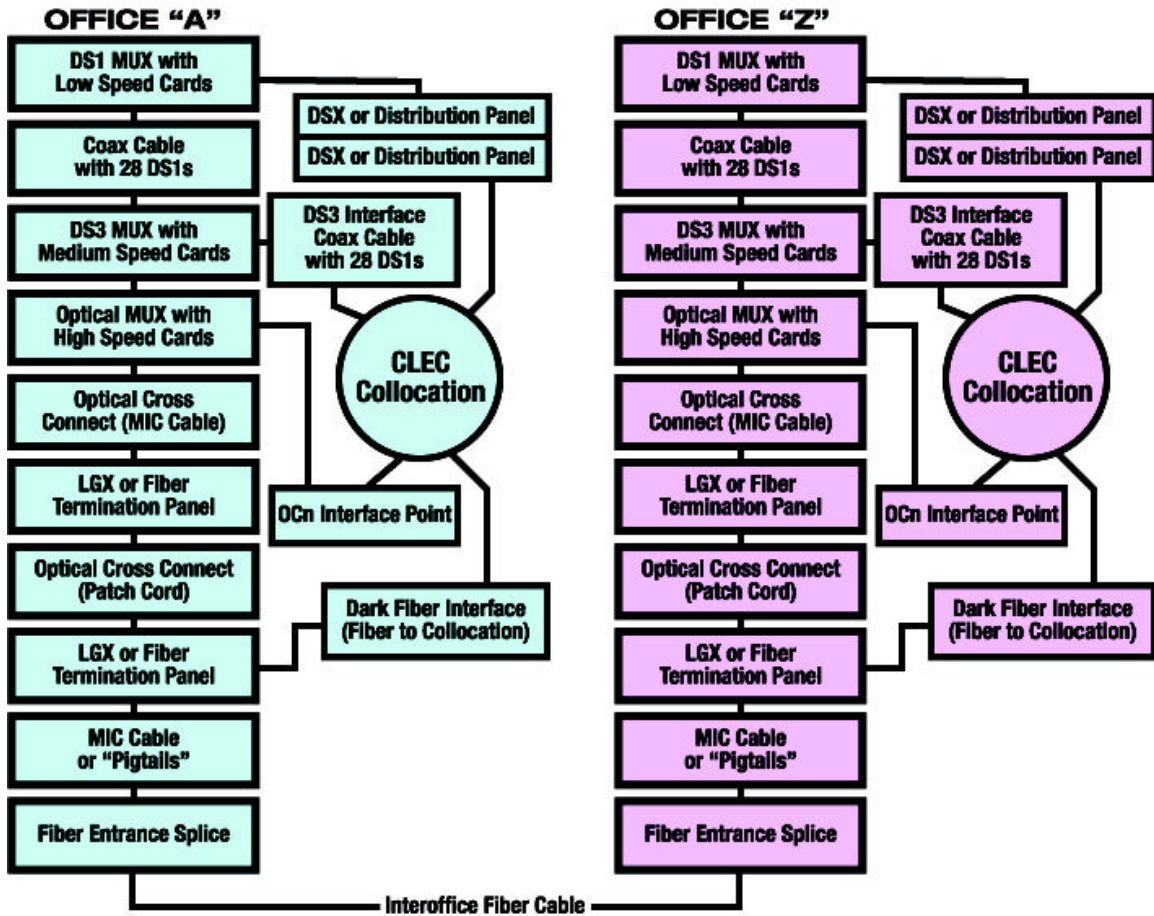 OFFICE “A”
DS1 MUX with
Low Speed Cards
Coax Cable
with 28 DS1s
DS3 MUX with
Medium Speed Cards
Optical MUX with
High Speed Cards
Optical Cross
Connect (MIC Cable)
LGX or Fiber
Termination Panel
Optical Cross Connect
(Patch Cord)
LGX or Fiber
Termination Panel
MIC Cable
or “Pigtails”
Fiber Entrance Splice
DSX or Distribution Panel
DSX or Distribution Panel
DS3 Interface
Coax Cable
with 28 DS1s
CLEC
Collocation
OCn Interface Point
Dark Fiber Interface
(Fiber to Collocation)
OFFICE “Z”
DS1 MUX with
Low Speed Cards
Coax Cable
with 28 DS1s
DS3 MUX with
Medium Speed Cards
Optical MUX with
High Speed Cards
Optical Cross
Connect (MIC Cable)
LGX or Fiber
Termination Panel
Optical Cross Connect
(Patch Cord)
LGX or Fiber
Termination Panel
MIC Cable
or “Pigtails”
Fiber Entrance Splice
DSX or Distribution Panel
DSX or Distribution Panel
DS3 Interface
Coax Cable
with 28 DS1s
CLEC
Collocation
OCn Interface Point
Dark Fiber Interface
(Fiber to Collocation)
Interoffice Fiber Cable